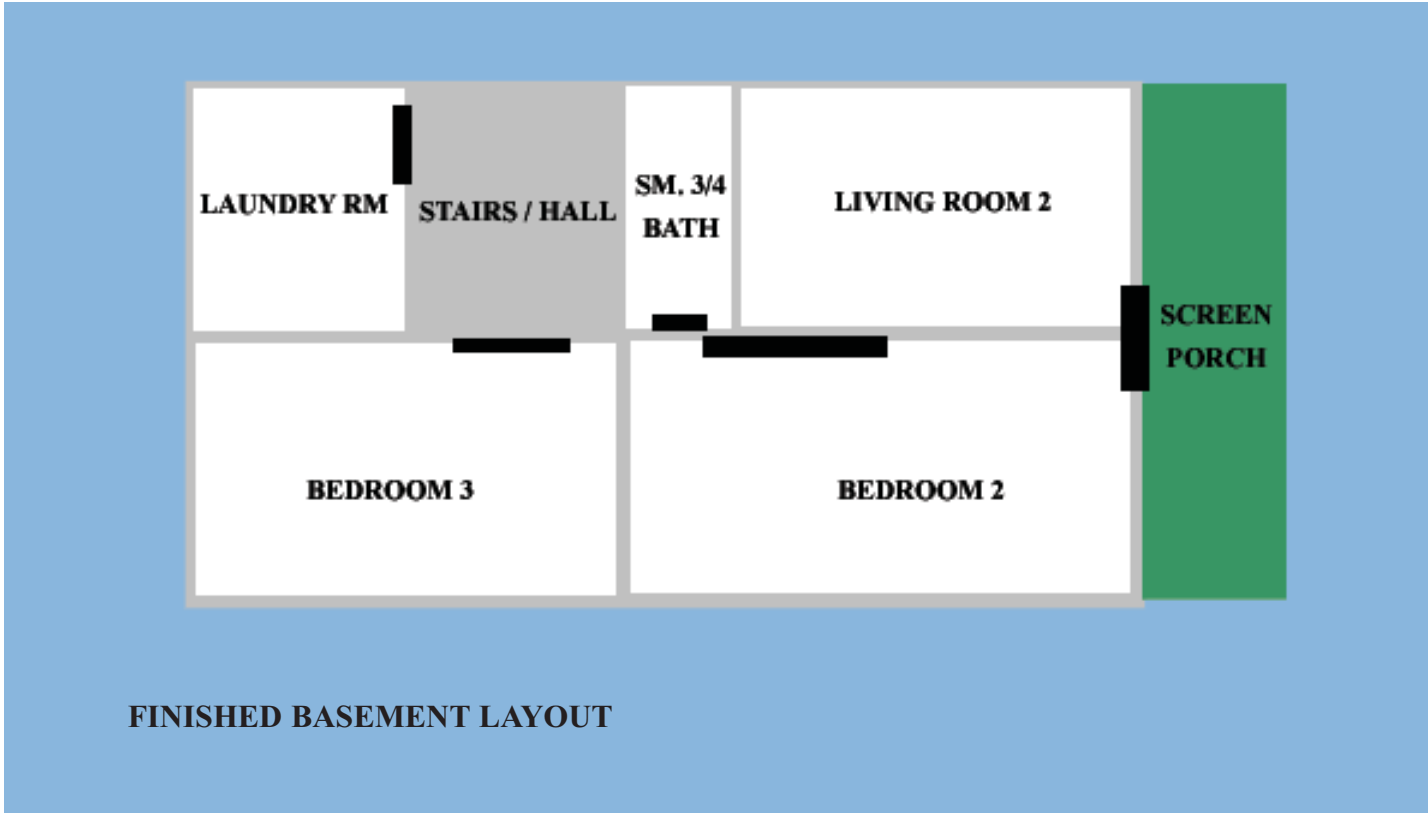 LAUNDRY RM
STAIRS / HALL
SM. 3/4
BATH
LIVING ROOM 2
SCREEN
PORCH
BEDROOM 3
BEDROOM 2
FINISHED BASEMENT LAYOUT